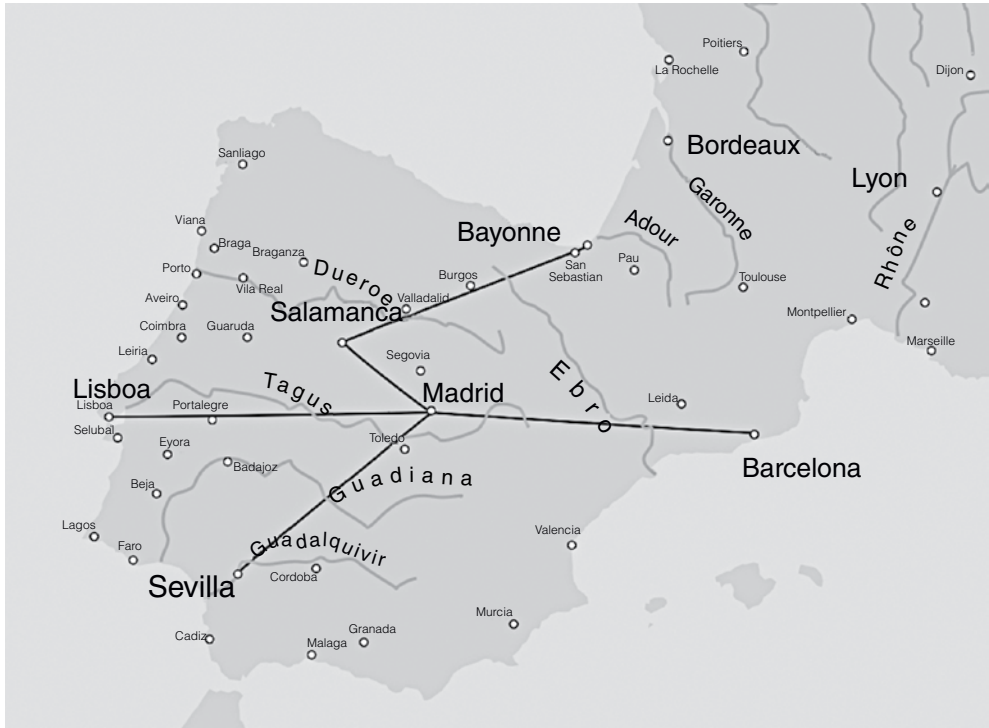 Poitiers
La Rochelle
Dijon
Bordeaux
Sanliago
Lyon
Garonne
Viana
Bayonne
Adour
Braga
Braganza
Rhône
Porto
Dueroe
San
Sebastian
Pau
Burgos
Vila Real
Toulouse
Aveiro
Valladalid
Salamanca
Montpellier
Coimbra
Guaruda
Leiria
Segovia
Marseille
Lisboa
Tagus
Madrid
Ebro
Leida
Lisboa
Portalegre
Selubal
Toledo
Eyora
Badajoz
Guadiana
Barcelona
Beja
Lagos
Faro
Guadalquivir
Valencia
Sevilla
Cordoba
Murcia
Cadiz
Granada
Malaga